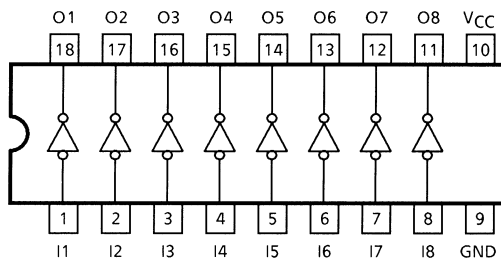 O1 O2 O3 O4 O5 O6 O7 O8 VCC
18 17 16 15 14 13 12 11 10
1 2 3 4 5 6 7 8 9
I1 I2 I3 I4 I5 I6 I7 I8 GND